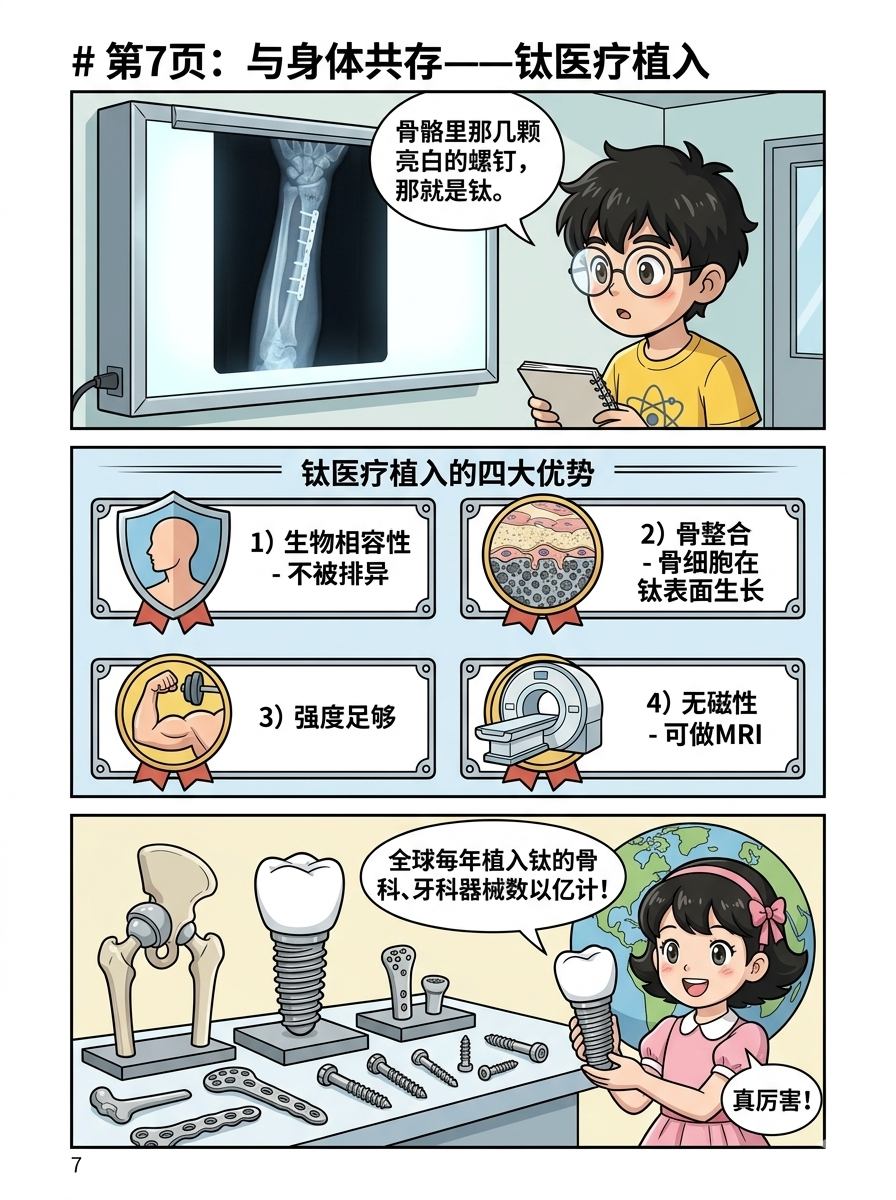 # 第7页：与身体共存——钛医疗植入
骨骼里那几颗
亮白的螺钉，
那就是钛。
钛医疗植入的四大优势
1）生物相容性
- 不被排异
2）骨整合
- 骨细胞在
钛表面生长
3）强度足够
4）无磁性
- 可做MRI
全球每年植入钛的骨
科、牙科器械数以亿计！
真厉害！
7